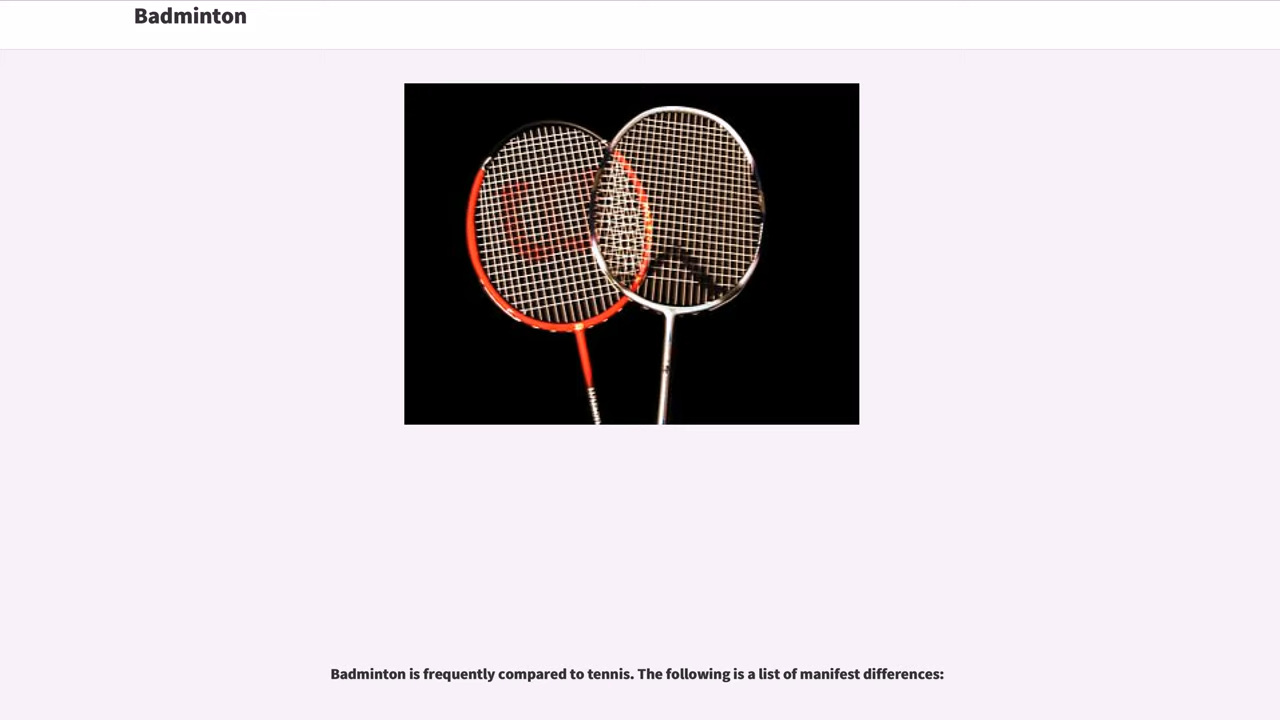 Badminton
Badminton is frequently compared to tennis. The following is a list of manifest differences: